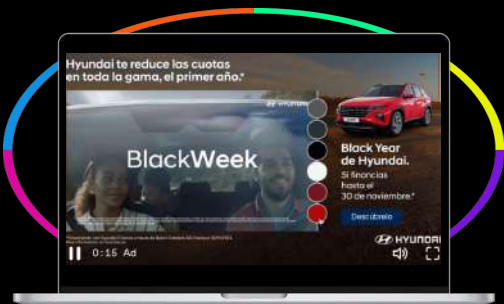 Hyundai te reduce las cuotas
en toda la gama, el primer año.*
HYUNDAI
BlackWeek
Black Year
de Hyundai.
Si financias
hasta el
30 de noviembre.*
Descúbrelo
HYUNDAI
0:15 Ad